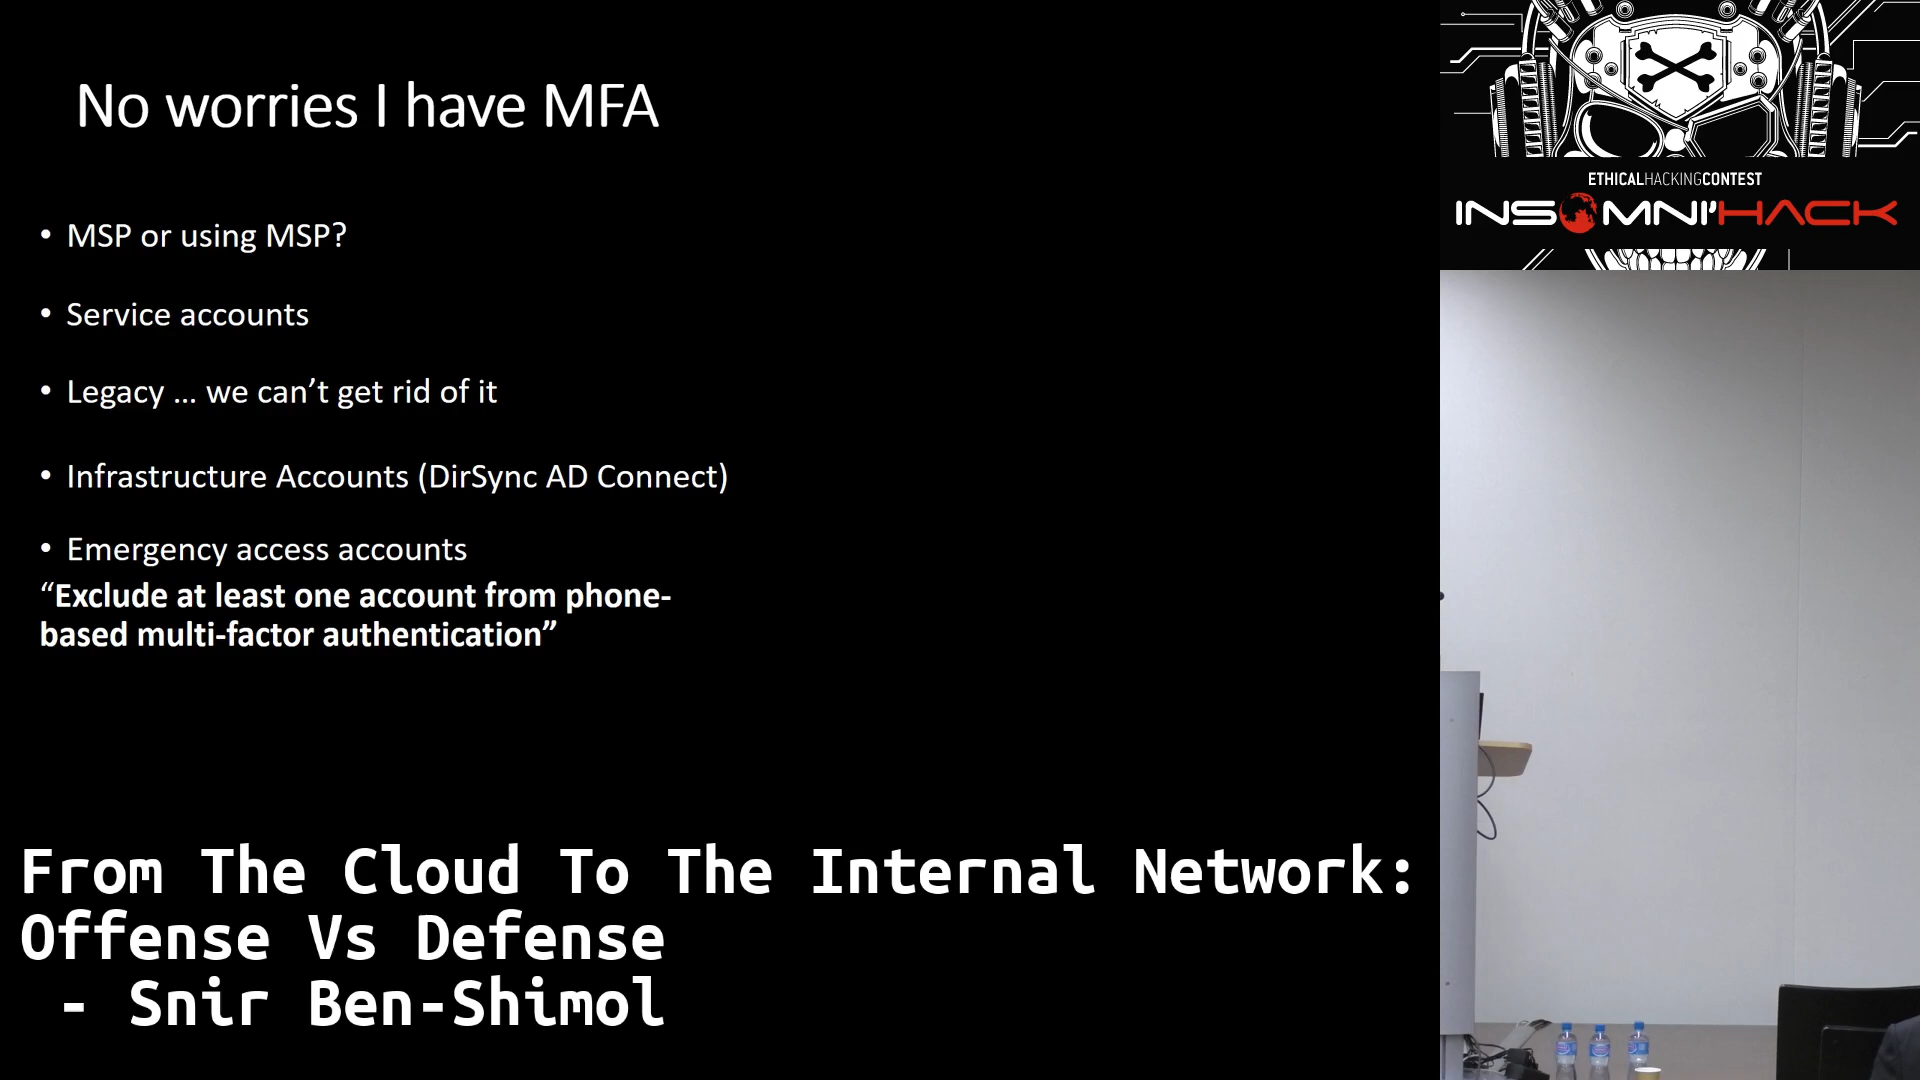 No worries I have MFA
• MSP or using MSP?
• Service accounts
• Legacy … we can’t get rid of it
• Infrastructure Accounts (DirSync AD Connect)
• Emergency access accounts
“Exclude at least one account from phone-
based multi-factor authentication”
From The Cloud To The Internal Network:
Offense Vs Defense
- Snir Ben-Shimol
ETHICALHACKINGCONTEST
INSOMNI'HACK